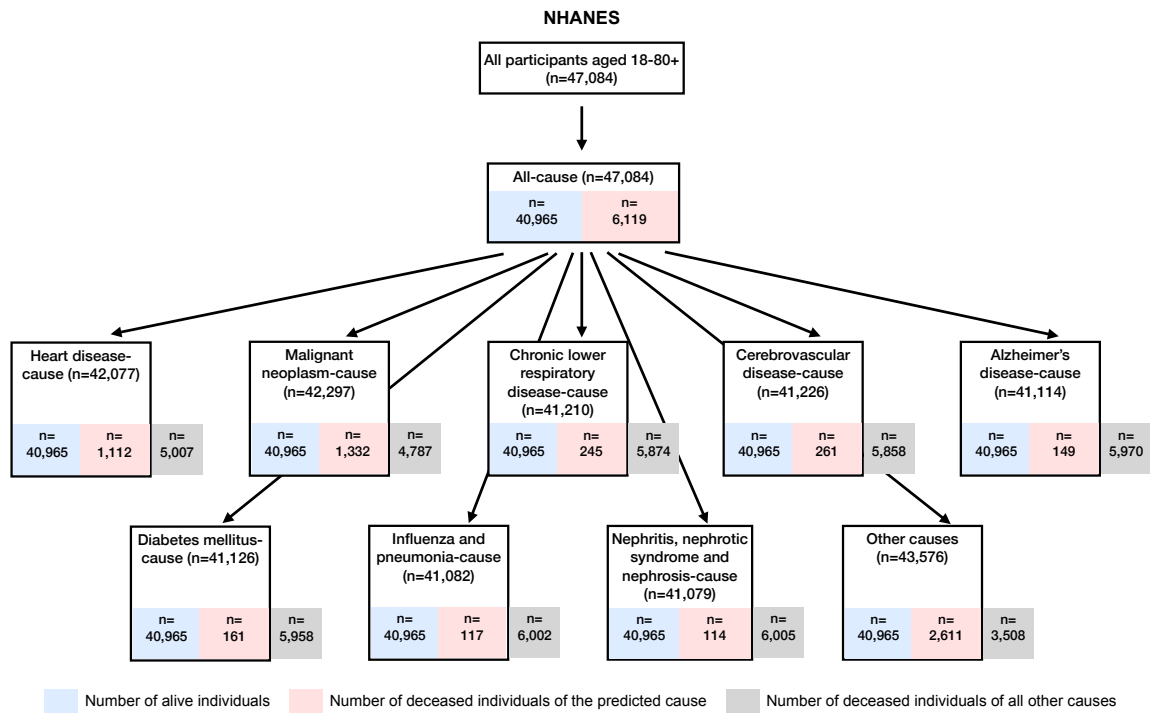 NHANES
All participants aged 18-80+
(n=47,084)
All-cause (n=47,084)
n=
40,965
n=
6,119
Heart disease-
cause (n=42,077)
n=
40,965
n=
1,112
n=
5,007
Malignant
neoplasm-cause
(n=42,297)
n=
40,965
n=
1,332
n=
4,787
Chronic lower
respiratory
disease-cause
(n=41,210)
n=
40,965
n=
245
n=
5,874
Cerebrovascular
disease-cause
(n=41,226)
n=
40,965
n=
261
n=
5,858
Alzheimer's
disease-cause
(n=41,114)
n=
40,965
n=
149
n=
5,970
Diabetes mellitus-
cause (n=41,126)
n=
40,965
n=
161
n=
5,958
Influenza and
pneumonia-cause
(n=41,082)
n=
40,965
n=
117
n=
6,002
Nephritis, nephrotic
syndrome and
nephrosis-cause
(n=41,079)
n=
40,965
n=
114
n=
6,005
Other causes
(n=43,576)
n=
40,965
n=
2,611
n=
3,508
Number of alive individuals
Number of deceased individuals of the predicted cause
Number of deceased individuals of all other causes